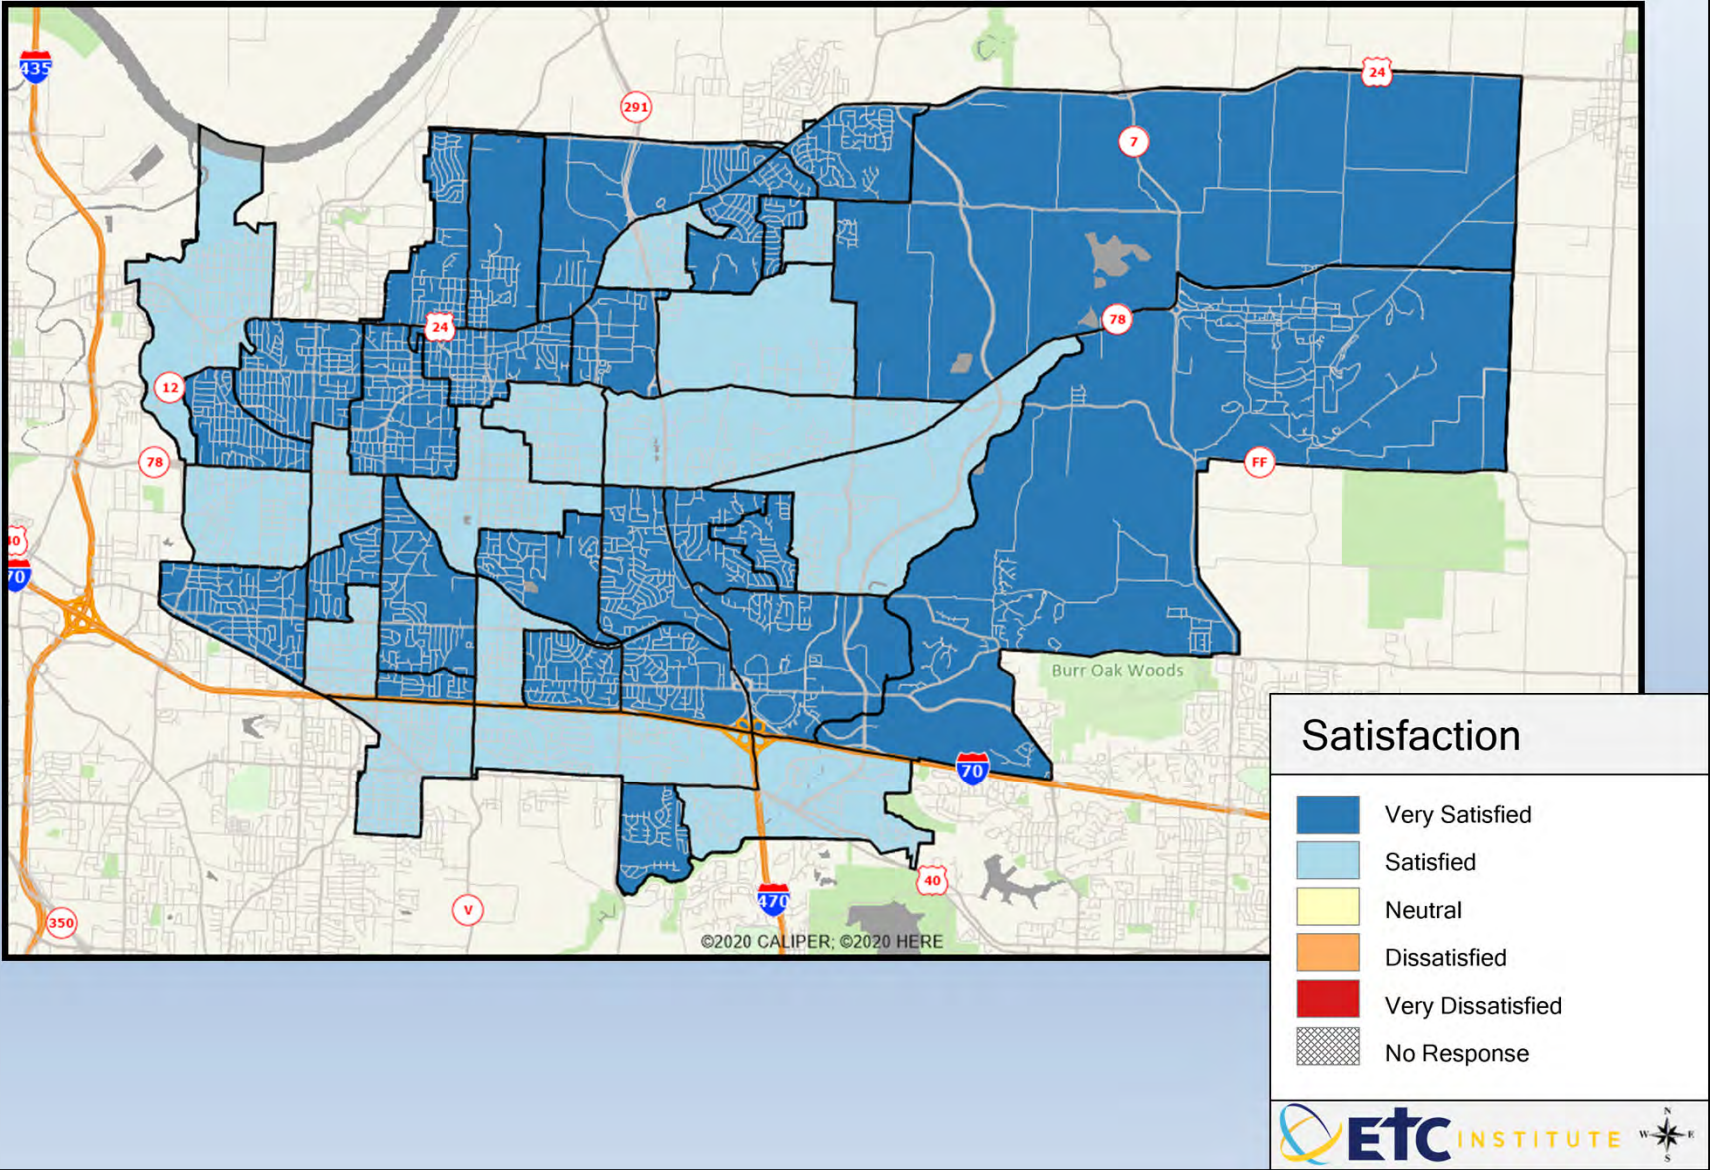 435
24
291
7
78
24
12
78
FF
40
70
Burr Oak Woods
70
40
470
V
350
©2020 CALIPER; ©2020 HERE
Satisfaction
Very Satisfied
Satisfied
Neutral
Dissatisfied
Very Dissatisfied
No Response
ETC INSTITUTE
N
W E
S